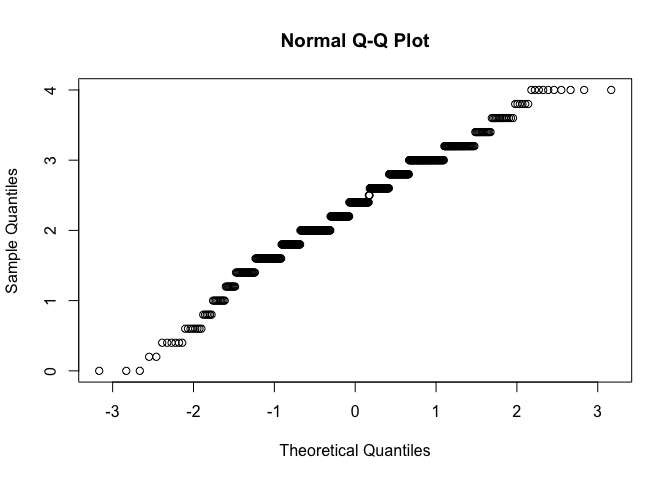 Normal Q-Q Plot
4
3
2
1
0
Sample Quantiles
-3 -2 -1 0 1 2 3
Theoretical Quantiles